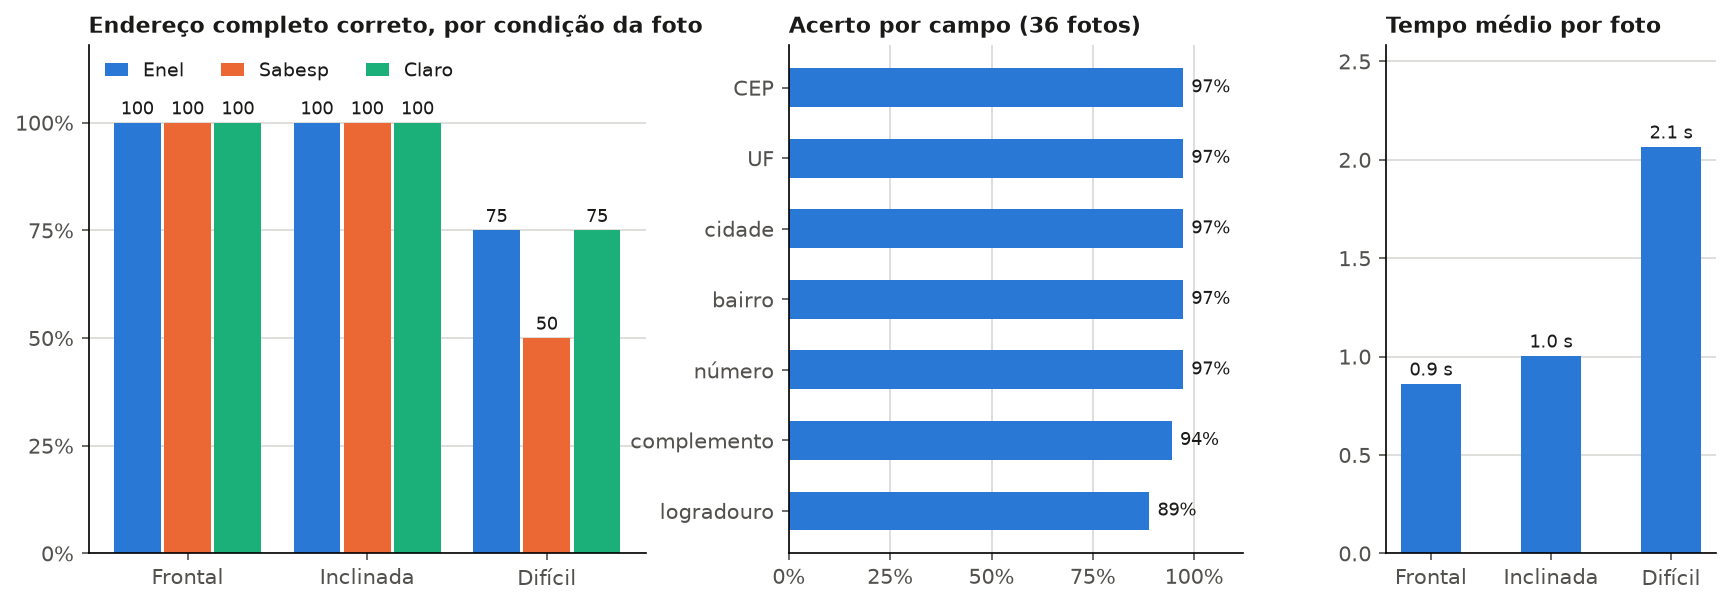 Endereço completo correto, por condição da foto
Enel Sabesp Claro
100 100 100 100 100 100
100%
75 75
75%
50
50%
25%
0%
Frontal Inclinada Difícil
Acerto por campo (36 fotos)
CEP 97%
UF 97%
cidade 97%
bairro 97%
número 97%
complemento 94%
logradouro 89%
0% 25% 50% 75% 100%
Tempo médio por foto
2.5
2.1 s
2.0
1.5
1.0 s
1.0
0.9 s
0.5
0.0
Frontal Inclinada Difícil